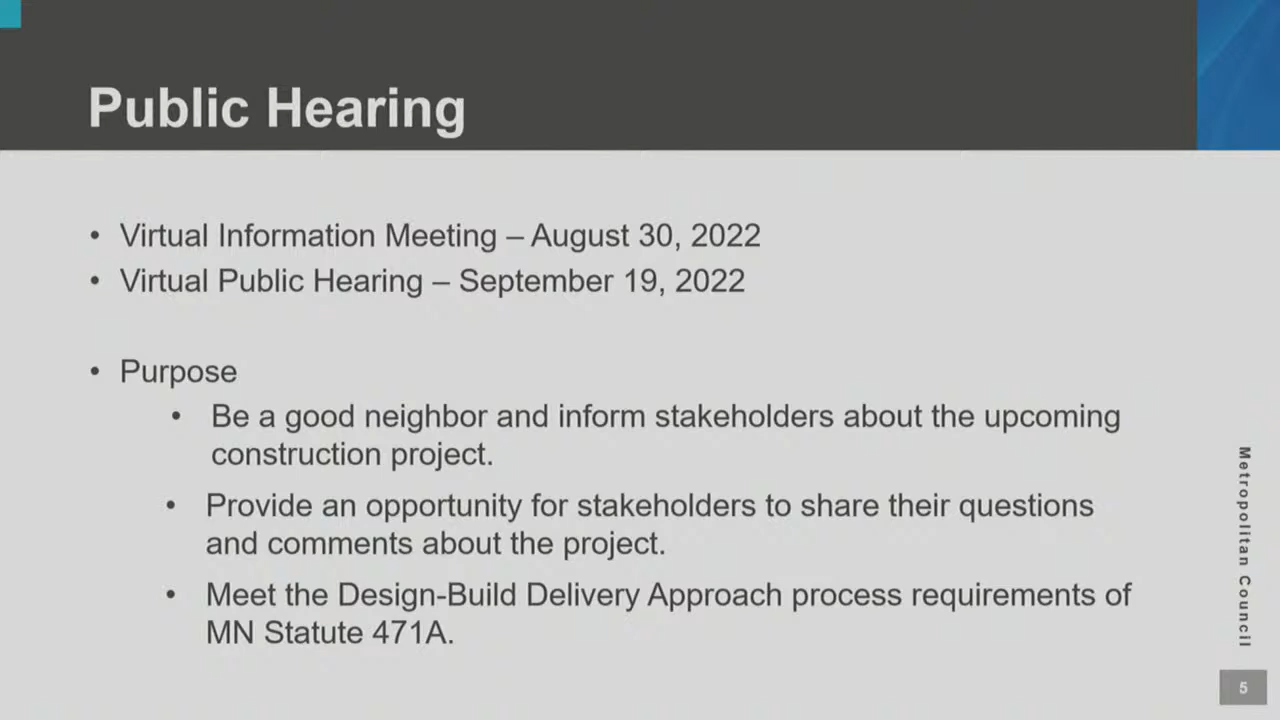 Public Hearing
• Virtual Information Meeting – August 30, 2022
• Virtual Public Hearing – September 19, 2022
• Purpose
• Be a good neighbor and inform stakeholders about the upcoming
construction project.
• Provide an opportunity for stakeholders to share their questions
and comments about the project.
• Meet the Design-Build Delivery Approach process requirements of
MN Statute 471A.
Metropolitan Council
5